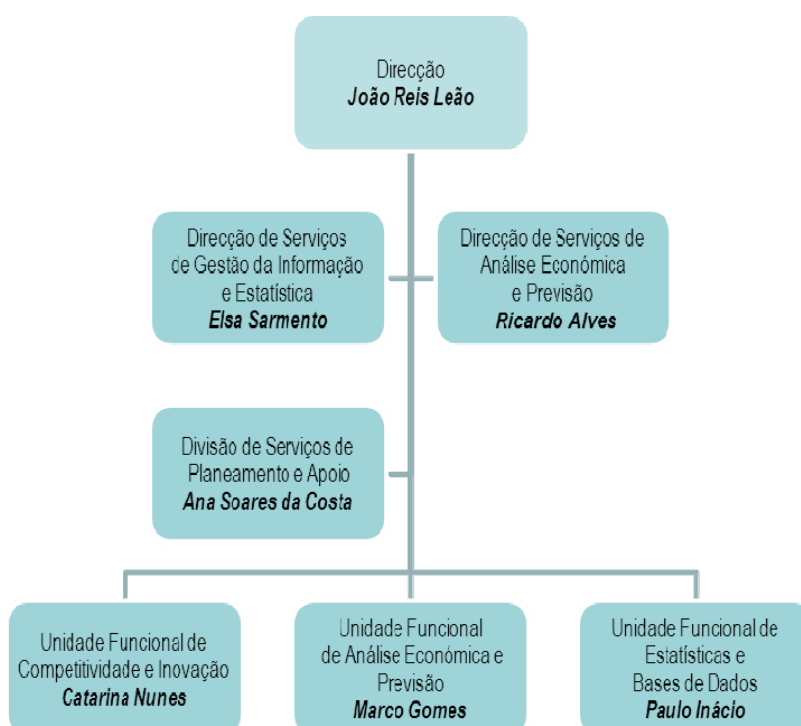 Direcção
João Reis Leão
Direcção de Serviços
de Gestão da Informação
e Estatística
Elsa Sarmento
Direcção de Serviços de
Análise Económica
e Previsão
Ricardo Alves
Divisão de Serviços de
Planeamento e Apoio
Ana Soares da Costa
Unidade Funcional de
Competitividade e Inovação
Catarina Nunes
Unidade Funcional
de Análise Económica e
Previsão
Marco Gomes
Unidade Funcional de
Estatísticas e
Bases de Dados
Paulo Inácio